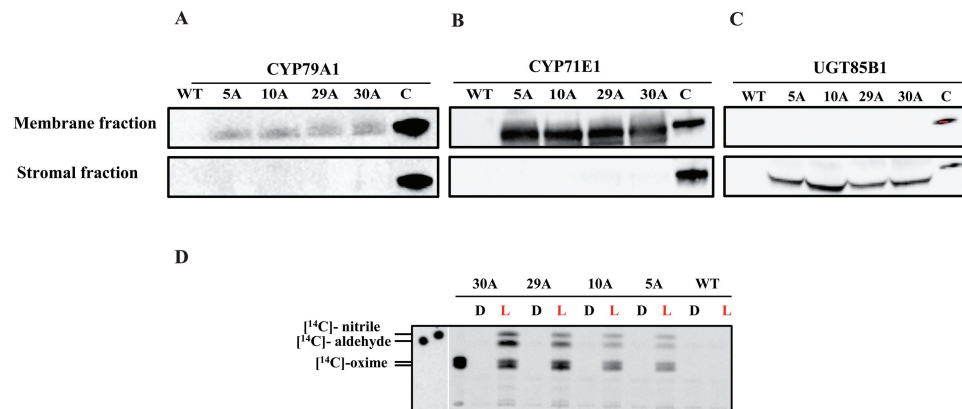 A
B
C
CYP79A1
CYP71E1
UGT85B1
WT 5A 10A 29A 30A C
WT 5A 10A 29A 30A C
WT 5A 10A 29A 30A C
Membrane fraction
Stromal fraction
D
30A 29A 10A 5A WT
D L D L D L D L D L
[¹⁴C]- nitrile
[¹⁴C]- aldehyde
[¹⁴C]-oxime